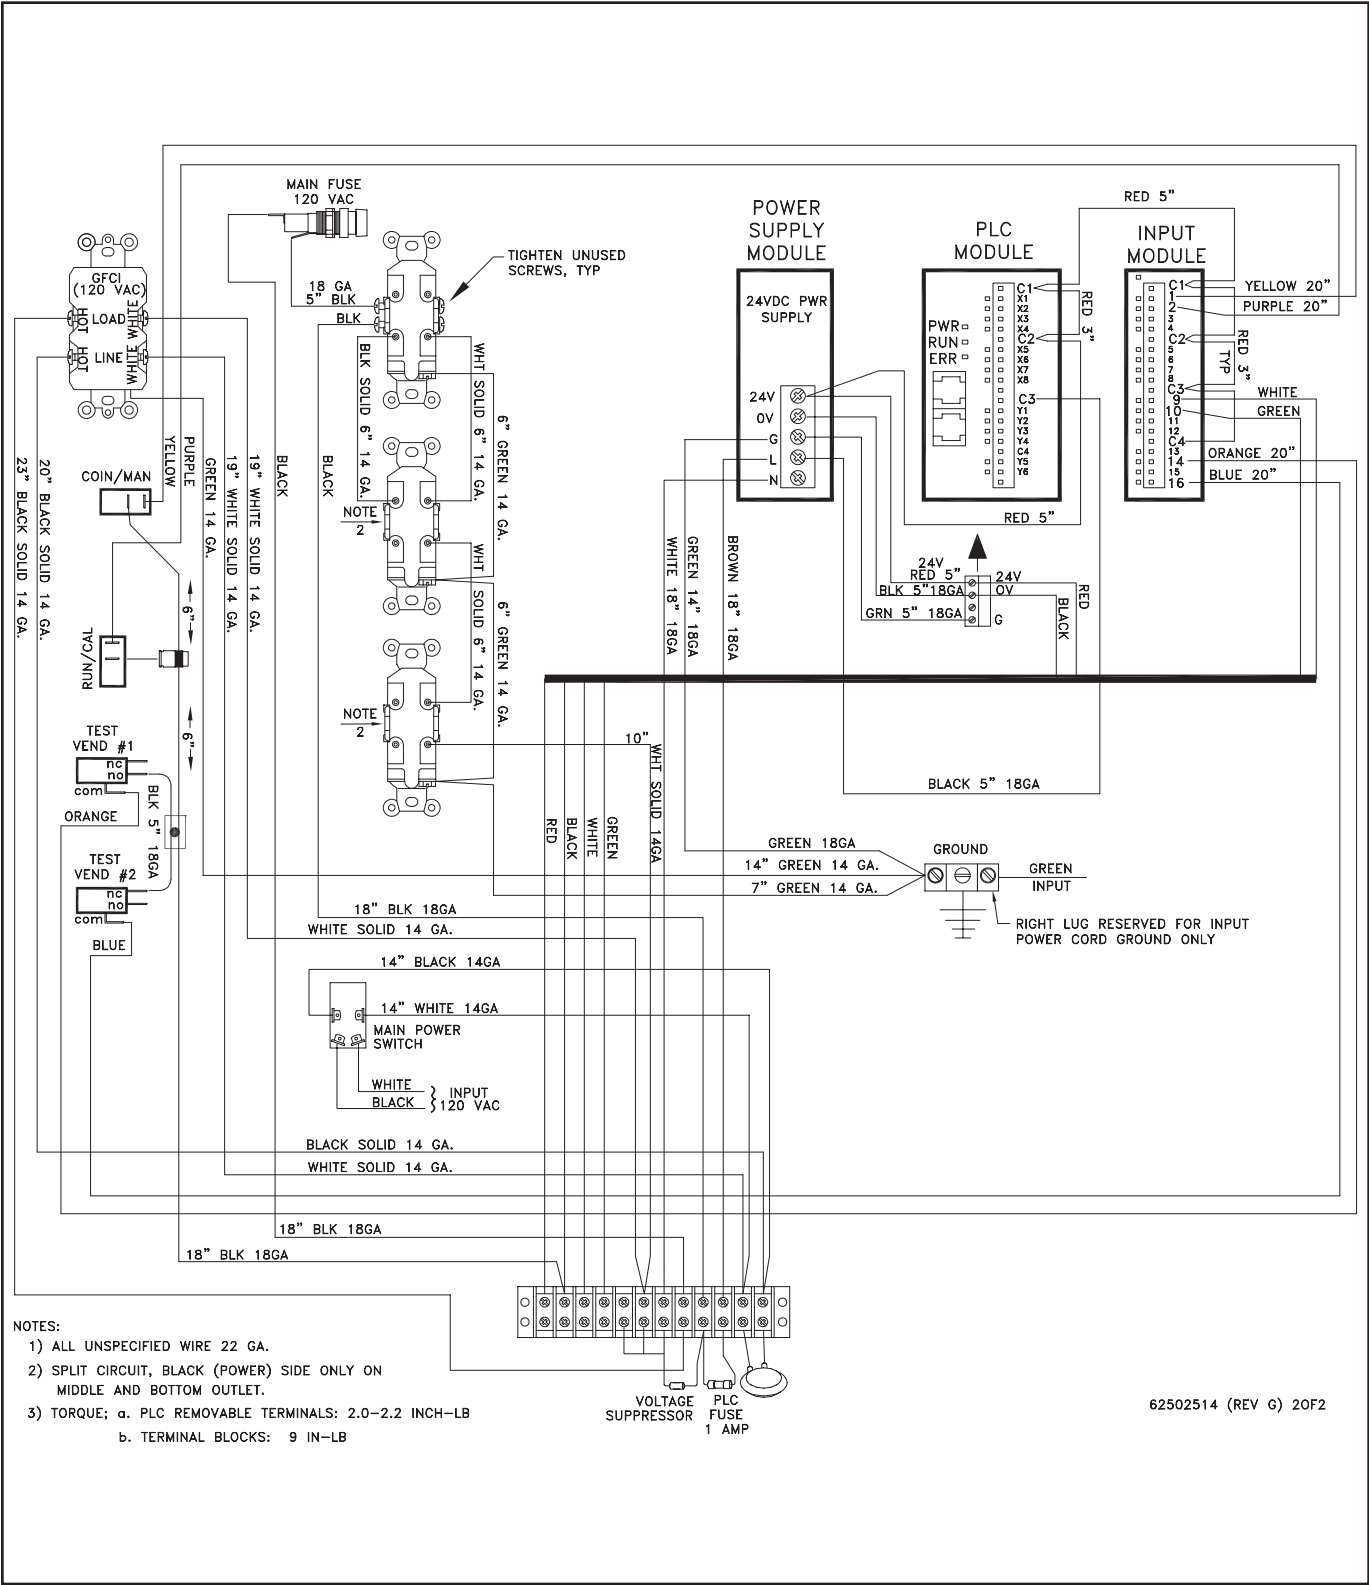 MAIN FUSE
120 VAC
18 GA
5" BLK
BLK
TIGHTEN UNUSED
SCREWS, TYP
GFCI
(120 VAC)
HOT
LOAD
WHITE
HOT
LINE
WHITE
POWER
SUPPLY
MODULE
24VDC PWR
SUPPLY
24V
0V
G
L
N
PLC
MODULE
PWR
RUN
ERR
C1
X1
X2
X3
X4
C2
X5
X6
X7
X8
C3
Y1
Y2
Y3
Y4
C4
Y5
Y6
RED 5"
RED 3"
INPUT
MODULE
C1
1
2
3
4
C2
5
6
7
8
C3
9
10
11
12
C4
13
14
15
16
YELLOW 20"
PURPLE 20"
RED 3"
TYP
WHITE
GREEN
ORANGE 20"
BLUE 20"
RED 5"
24V
RED 5"
BLK 5"18GA
GRN 5" 18GA
24V
0V
G
RED
BLACK
BLACK 5" 18GA
COIN/MAN
YELLOW
PURPLE
GREEN 14 GA.
19" WHITE SOLID 14 GA.
19" WHITE SOLID 14 GA.
BLACK
BLACK
23" BLACK SOLID 14 GA.
20" BLACK SOLID 14 GA.
BLK SOLID 6" 14 GA.
WHT SOLID 6" 14 GA.
6" GREEN 14 GA.
NOTE
2
WHT SOLID 6" 14 GA.
6" GREEN 14 GA.
NOTE
2
RUN/CAL
6"
6"
WHITE 18" 18GA
GREEN 14" 18GA
BROWN 18" 18GA
TEST
VEND #1
nc
no
com
ORANGE
BLK 5" 18GA
TEST
VEND #2
nc
no
com
BLUE
10"
WHT SOLID 14GA
RED
BLACK
WHITE
GREEN
GREEN 18GA
14" GREEN 14 GA.
7" GREEN 14 GA.
GROUND
GREEN
INPUT
RIGHT LUG RESERVED FOR INPUT
POWER CORD GROUND ONLY
18" BLK 18GA
WHITE SOLID 14 GA.
14" BLACK 14GA
14" WHITE 14GA
MAIN POWER
SWITCH
WHITE
BLACK
INPUT
120 VAC
BLACK SOLID 14 GA.
WHITE SOLID 14 GA.
18" BLK 18GA
18" BLK 18GA
VOLTAGE
SUPPRESSOR
PLC
FUSE
1 AMP
NOTES:
1) ALL UNSPECIFIED WIRE 22 GA.
2) SPLIT CIRCUIT, BLACK (POWER) SIDE ONLY ON
MIDDLE AND BOTTOM OUTLET.
3) TORQUE; a. PLC REMOVABLE TERMINALS: 2.0-2.2 INCH-LB
b. TERMINAL BLOCKS: 9 IN-LB
62502514 (REV G) 2OF2